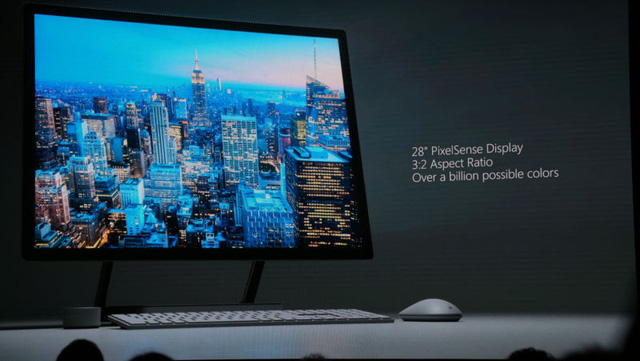 28" PixelSense Display
3:2 Aspect Ratio
Over a billion possible colors